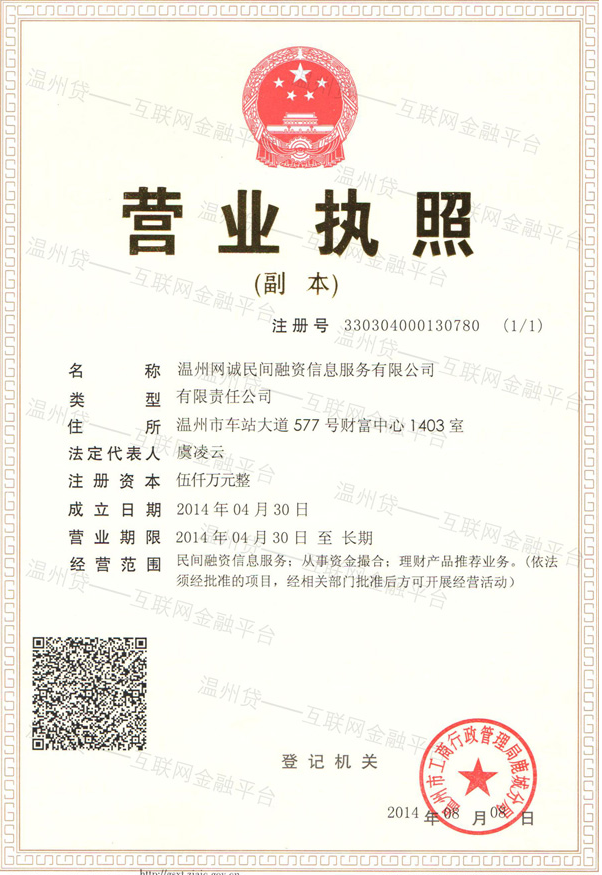 营业执照
(副 本)
注册号 330304000130780 (1/1)
名 称 温州网诚民间融资信息服务有限公司
类 型 有限责任公司
住 所 温州市车站大道 577 号财富中心 1403 室
法定代表人 虞凌云
注册资本 伍仟万元整
成立日期 2014 年 04 月 30 日
营业期限 2014 年 04 月 30 日 至 长期
经营范围 民间融资信息服务；从事资金撮合；理财产品推荐业务。(依法
须经批准的项目，经相关部门批准后方可开展经营活动)
登记机关
温州市工商行政管理局鹿城分局
2014 年 08 月 08 日
温州贷——互联网金融平台
温州贷——互联网金融平台
温州贷——互联网金融平台
温州贷——互联网金融平台
温州贷——互联网金融平台
温州贷——互联网金融平台
温州贷——互联网金融平台
温州贷——互联网金融平台